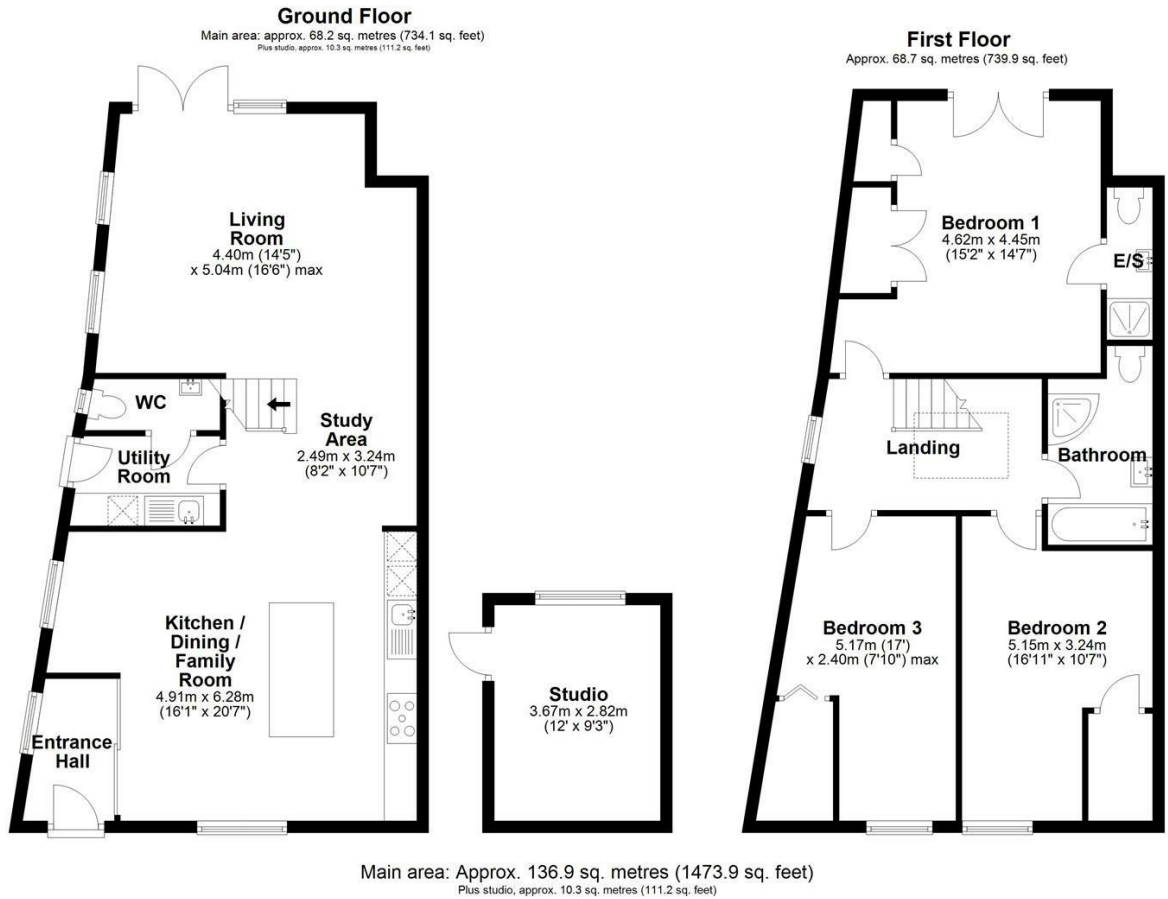 Ground Floor
Main area: approx. 68.2 sq. metres (734.1 sq. feet)
Plus studio, approx. 10.3 sq. metres (111.2 sq. feet)
Living
Room
4.40m (14'5")
x 5.04m (16'6") max
WC
Utility
Room
Study
Area
2.49m x 3.24m
(8'2" x 10'7")
Kitchen /
Dining /
Family
Room
4.91m x 6.28m
(16'1" x 20'7")
Entrance
Hall
Studio
3.67m x 2.82m
(12' x 9'3")
First Floor
Approx. 68.7 sq. metres (739.9 sq. feet)
Bedroom 1
4.62m x 4.45m
(15'2" x 14'7")
E/S
Landing
Bathroom
Bedroom 3
5.17m (17')
x 2.40m (7'10") max
Bedroom 2
5.15m x 3.24m
(16'11" x 10'7")
Main area: Approx. 136.9 sq. metres (1473.9 sq. feet)
Plus studio, approx. 10.3 sq. metres (111.2 sq. feet)